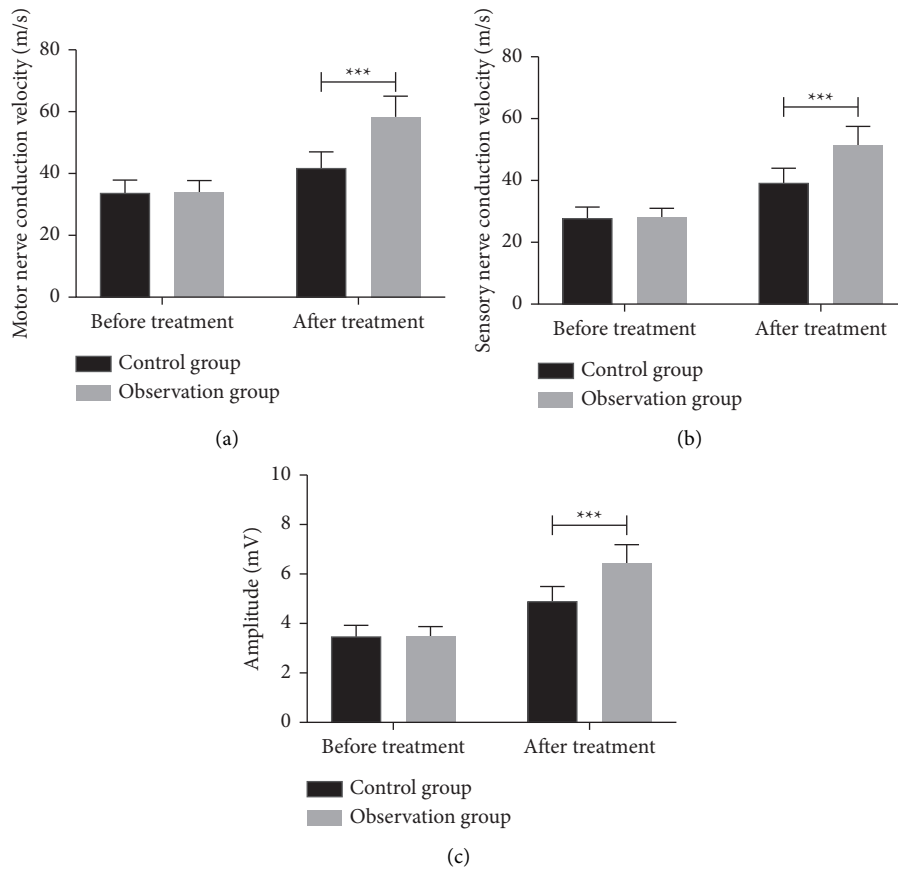 Motor nerve conduction velocity (m/s)
80
60
40
20
0
***
Before treatment
After treatment
Control group
Observation group
(a)
Sensory nerve conduction velocity (m/s)
80
60
40
20
0
***
Before treatment
After treatment
Control group
Observation group
(b)
Amplitude (mV)
10
8
6
4
2
0
***
Before treatment
After treatment
Control group
Observation group
(c)